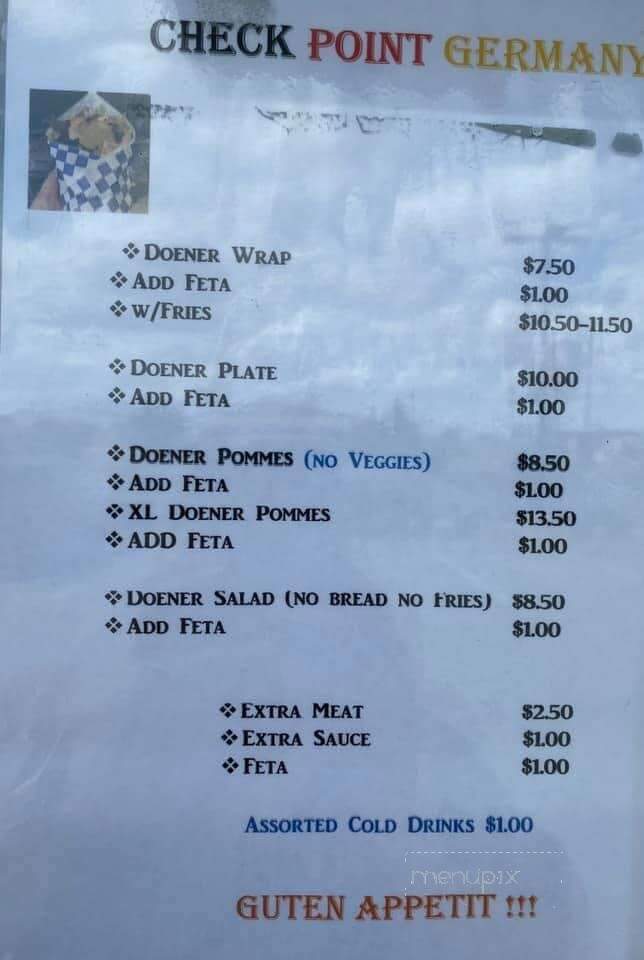 CHECK POINT GERMANY
❖ DOENER WRAP $7.50
❖ ADD FETA $1.00
❖ W/FRIES $10.50–11.50
❖ DOENER PLATE $10.00
❖ ADD FETA $1.00
❖ DOENER POMMES (NO VEGGIES) $8.50
❖ ADD FETA $1.00
❖ XL DOENER POMMES $13.50
❖ ADD FETA $1.00
❖ DOENER SALAD (NO BREAD NO FRIES) $8.50
❖ ADD FETA $1.00
❖ EXTRA MEAT $2.50
❖ EXTRA SAUCE $1.00
❖ FETA $1.00
ASSORTED COLD DRINKS $1.00
menupix
GUTEN APPETIT !!!